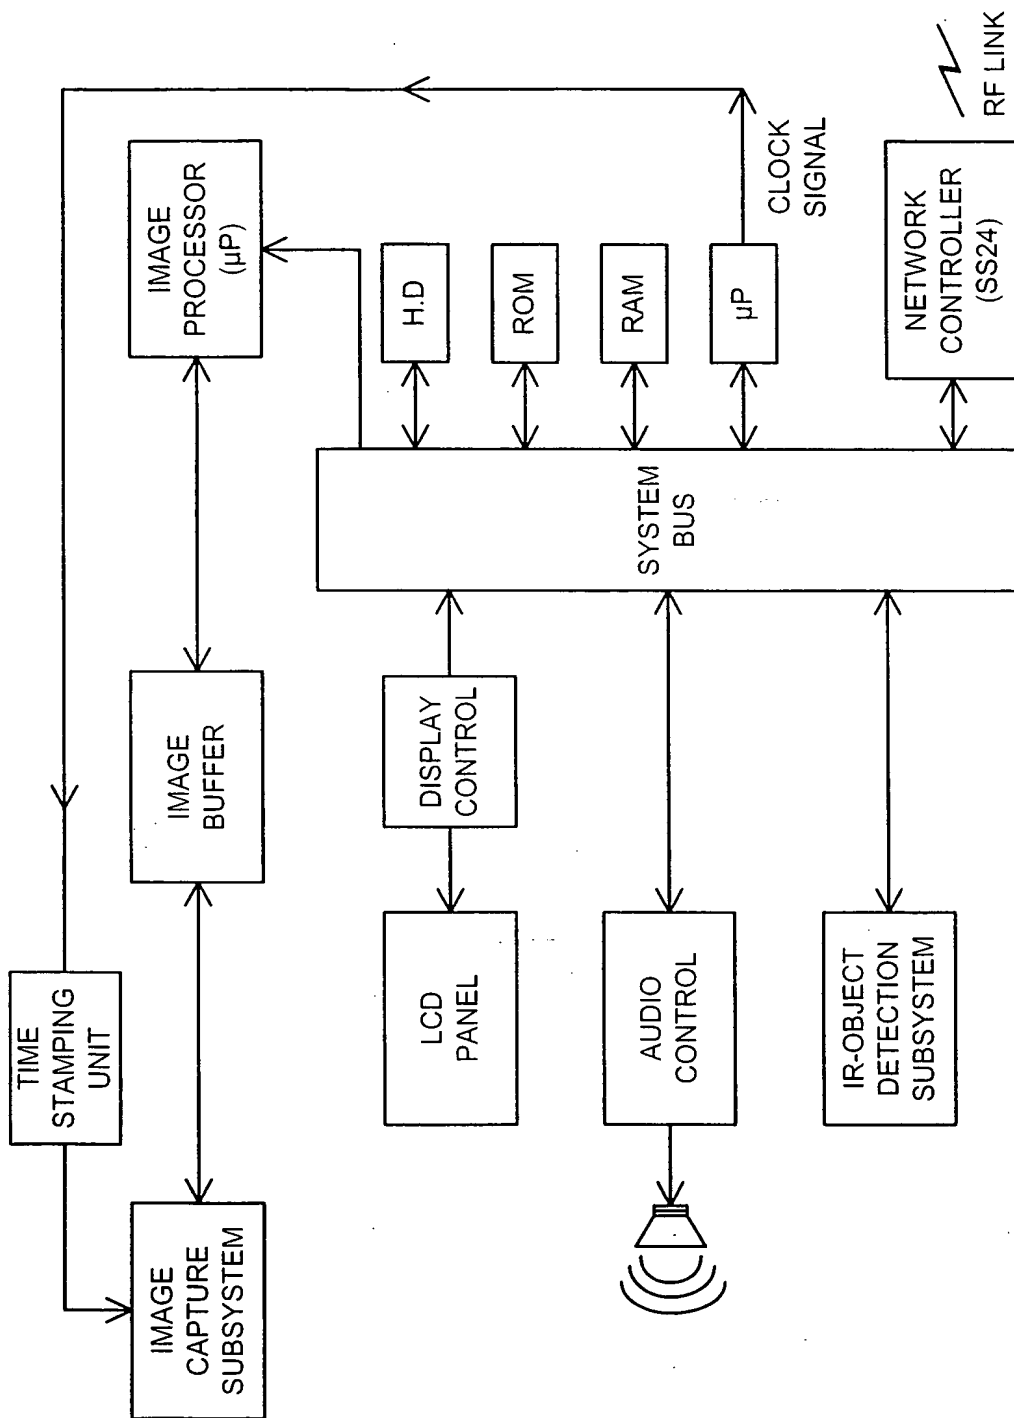 TIME
STAMPING
UNIT
IMAGE
CAPTURE
SUBSYSTEM
IMAGE
BUFFER
IMAGE
PROCESSOR
(µP)
LCD
PANEL
DISPLAY
CONTROL
H.D
ROM
RAM
µP
CLOCK
SIGNAL
SYSTEM
BUS
AUDIO
CONTROL
IR-OBJECT
DETECTION
SUBSYSTEM
NETWORK
CONTROLLER
(SS24)
RF LINK